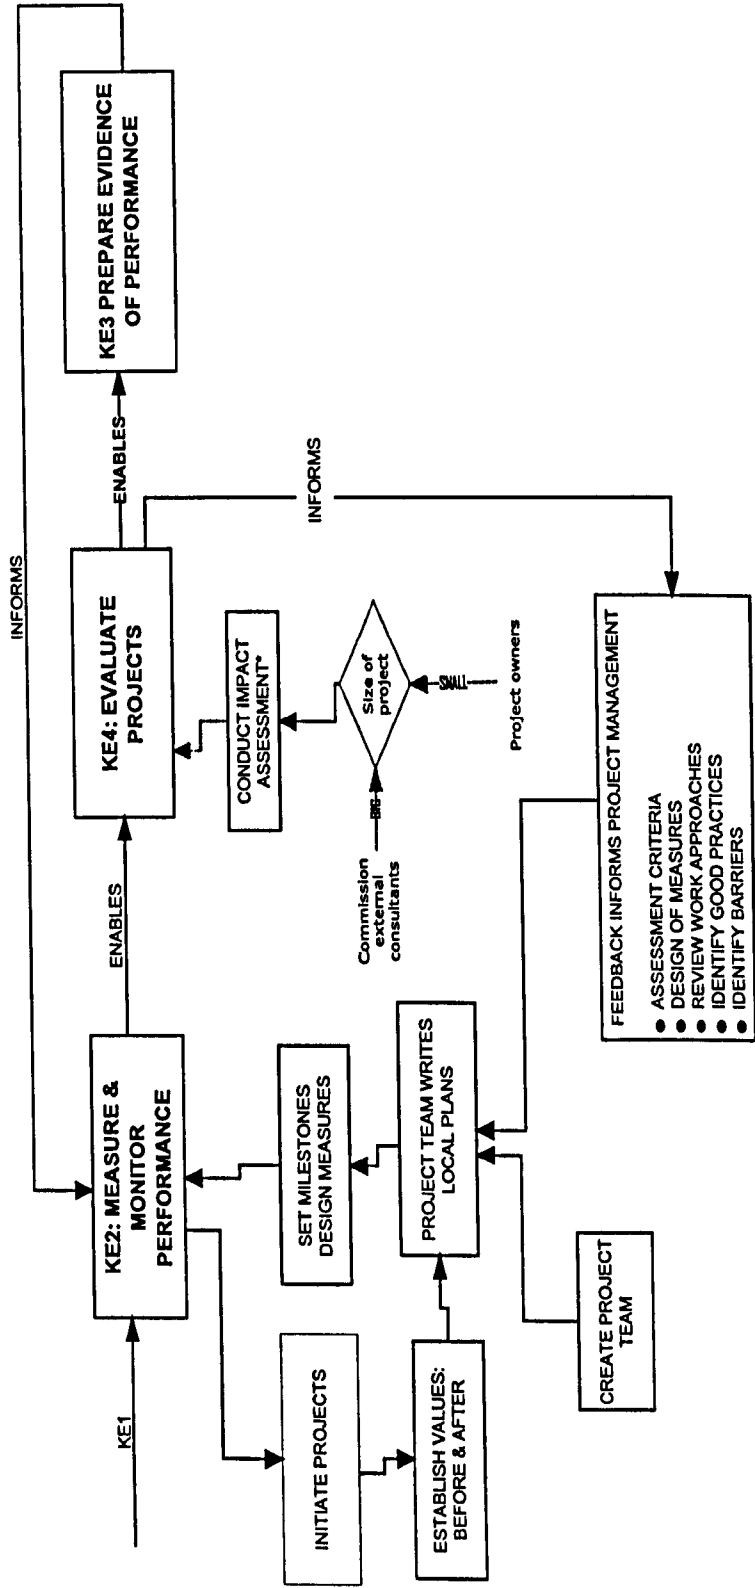 INFORMS
KE1
KE2: MEASURE &
MONITOR
PERFORMANCE
ENABLES
KE4: EVALUATE
PROJECTS
ENABLES
KE3 PREPARE EVIDENCE
OF PERFORMANCE
INITIATE PROJECTS
SET MILESTONES
DESIGN MEASURES
CONDUCT IMPACT
ASSESSMENT*
INFORMS
ESTABLISH VALUES:
BEFORE & AFTER
PROJECT TEAM WRITES
LOCAL PLANS
Commission
external
consultants
BIG
Size of
project
SMALL
Project owners
CREATE PROJECT
TEAM
FEEDBACK INFORMS PROJECT MANAGEMENT
● ASSESSMENT CRITERIA
● DESIGN OF MEASURES
● REVIEW WORK APPROACHES
● IDENTIFY GOOD PRACTICES
● IDENTIFY BARRIERS